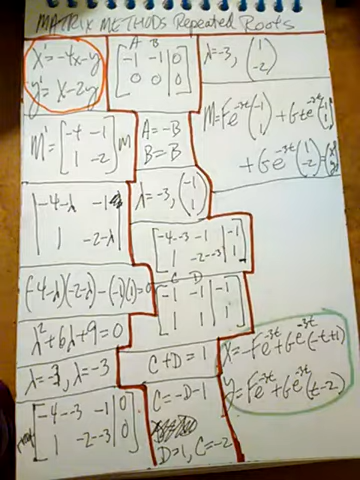 MATRIX METHODS Repeated Roots
x' = -4x-y
y' = x-2y
M' = [-4 -1
1 -2] M
|-4-λ -1
1 -2-λ|
(-4-λ)(-2-λ) - (-1)(1) = 0
λ² + 6λ + 9 = 0
λ = -3, λ = -3
[-4--3 -1 | 0
1 -2--3 | 0]
A B
[-1 -1 | 0
0 0 | 0]
A = -B
B = B
λ = -3, (-1
1)
[-4--3 -1 | -1
1 -2--3 | 1]
C D
[-1 -1 | -1
1 1 | 1]
C + D = 1
C = -D-1
D=1, C=-2
λ = -3, (1
-2)
M = Fe^-3t (-1
1) + Gte^-3t (-1
1)
+ Ge^-3t (1
-2) =
x = -Fe^-3t + Ge^-3t (-t+1)
y = Fe^-3t + Ge^-3t (t-2)